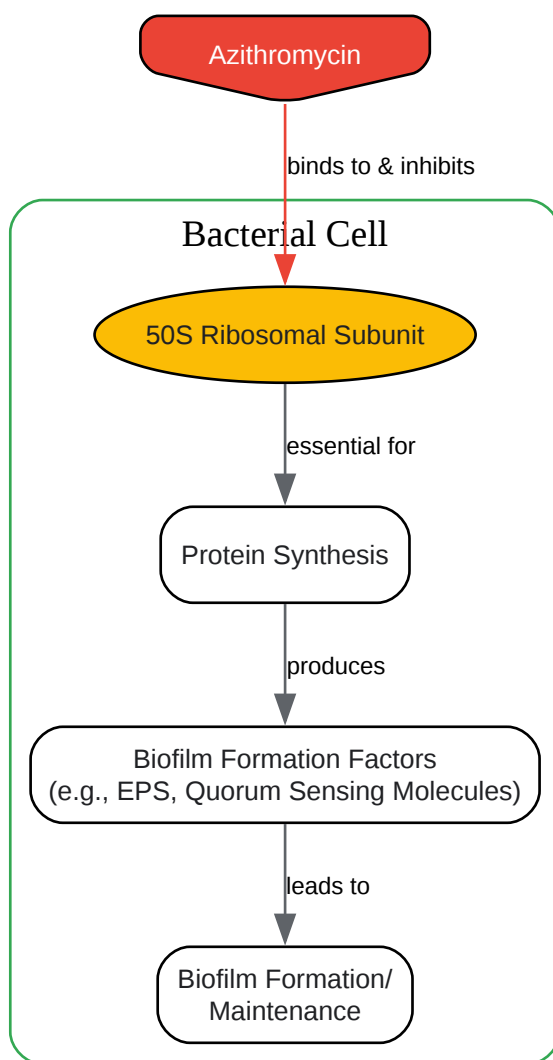 Azithromycin
binds to & inhibits
Bacterial Cell
50S Ribosomal Subunit
essential for
Protein Synthesis
produces
Biofilm Formation Factors
(e.g., EPS, Quorum Sensing Molecules)
leads to
Biofilm Formation/
Maintenance